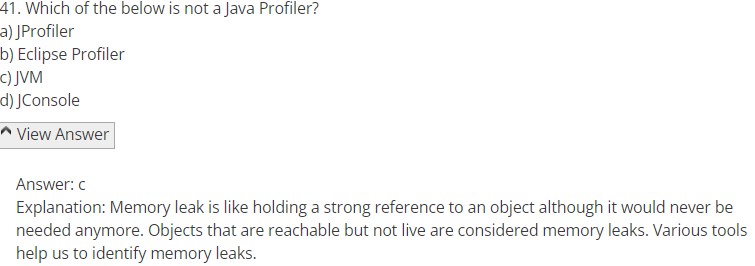 41. Which of the below is not a Java Profiler?
a) JProfiler
b) Eclipse Profiler
c) JVM
d) JConsole
View Answer
Answer: c
Explanation: Memory leak is like holding a strong reference to an object although it would never be
needed anymore. Objects that are reachable but not live are considered memory leaks. Various tools
help us to identify memory leaks.